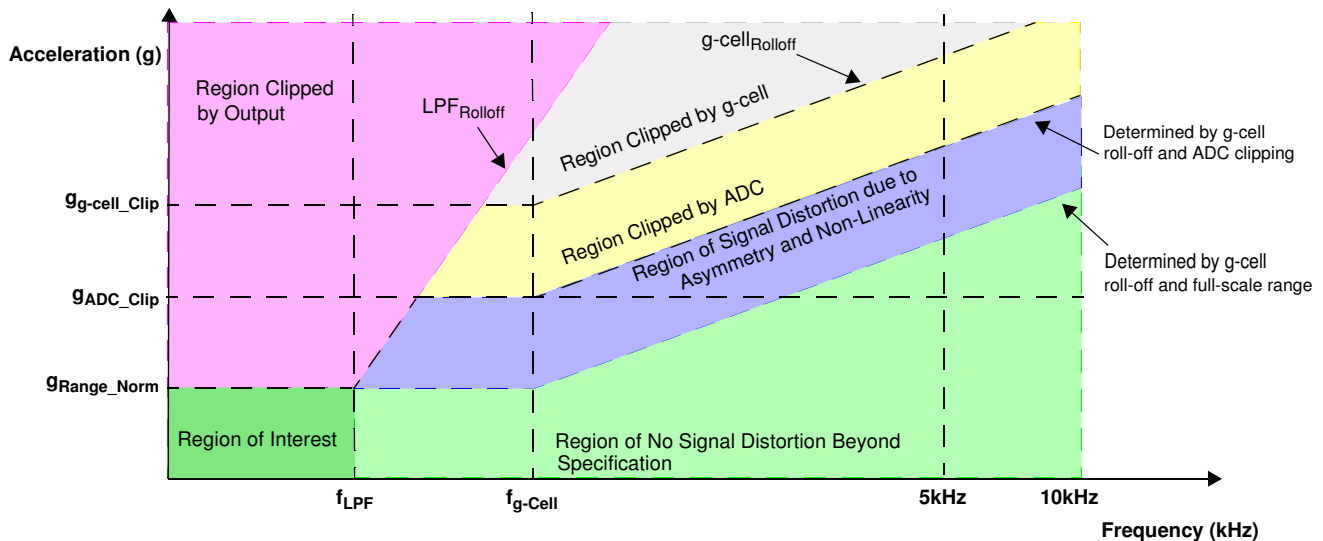 Acceleration (g)
g-cellRolloff
Region Clipped
by Output
LPFRolloff
Region Clipped by g-cell
Determined by g-cell
roll-off and ADC clipping
gg-cell_Clip
Region Clipped by ADC
Region of Signal Distortion due to
Asymmetry and Non-Linearity
Determined by g-cell
roll-off and full-scale range
gADC_Clip
gRange_Norm
Region of Interest
Region of No Signal Distortion Beyond
Specification
fLPF
fg-Cell
5kHz
10kHz
Frequency (kHz)